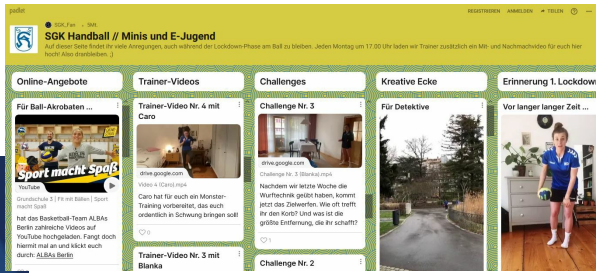 padlet
REGISTRIEREN ANMELDEN TEILEN
SGK_Fan 5Mt.
SGK Handball // Minis und E-Jugend
Auf dieser Seite findet ihr viele Anregungen, auch während der Lockdown-Phase am Ball zu bleiben. Jeden Montag um 17.00 Uhr laden wir Trainer zusätzlich ein Mit- und Nachmachvideo für euch hier
hoch! Also dranbleiben. ;)
Online-Angebote
Für Ball-Akrobaten ...
Sport macht Spaß
YouTube
Grundschule 3 | Fit mit Bällen | Sport
macht Spaß
hat das Basketball-Team ALBAs
Berlin zahlreiche Videos auf
YouTube hochgeladen. Fangt doch
hiermit mal an und klickt euch
durch: ALBAs Berlin
Trainer-Videos
Trainer-Video Nr. 4 mit
Caro
drive.google.com
Video 4 (Caro).mp4
Caro hat für euch ein Monster-
Training vorbereitet, das euch
ordentlich in Schwung bringen soll!
0
Trainer-Video Nr. 3 mit
Blanka
Challenges
Challenge Nr. 3
drive.google.com
Challenge Nr. 3 (Blanka).mp4
Nachdem wir letzte Woche die
Wurftechnik geübt haben, kommt
jetzt das Zielwerfen. Wie oft trefft
ihr den Korb? Und was ist die
größte Entfernung, die ihr schafft?
1
Challenge Nr. 2
Kreative Ecke
Für Detektive
Erinnerung 1. Lockdow
Vor langer langer Zeit ...